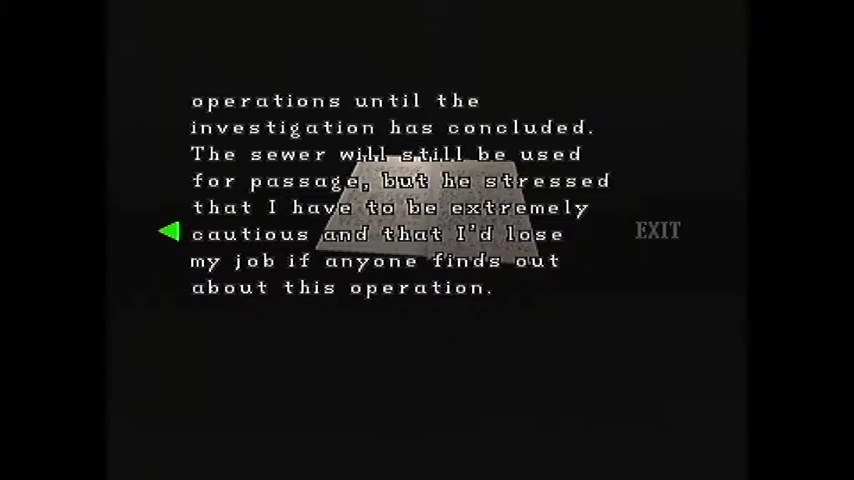 operations until the
investigation has concluded.
The sewer will still be used
for passage, but he stressed
that I have to be extremely
cautious and that I'd lose
my job if anyone finds out
about this operation.
EXIT